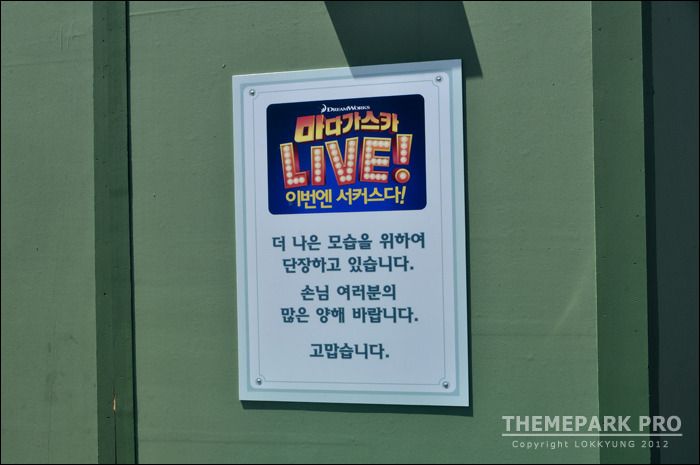 DREAMWORKS
마다가스카
LIVE!
이번엔 서커스다!
더 나은 모습을 위하여
단장하고 있습니다.
손님 여러분의
많은 양해 바랍니다.
고맙습니다.
THEMEPARK PRO
Copyright LOKKYUNG 2012